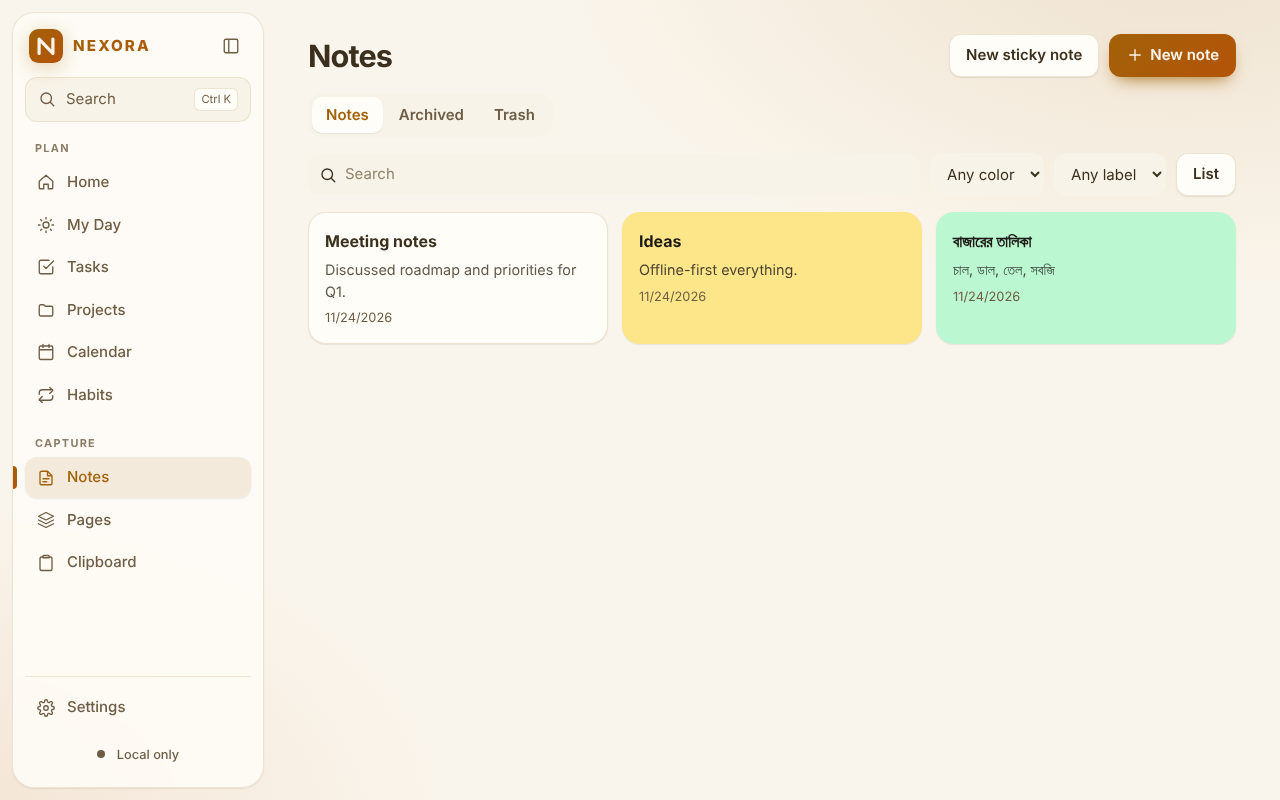 NEXORA
Search
Ctrl K
PLAN
Home
My Day
Tasks
Projects
Calendar
Habits
CAPTURE
Notes
Pages
Clipboard
Settings
Local only
Notes
New sticky note
New note
Notes
Archived
Trash
Search
Any color
Any label
List
Meeting notes
Discussed roadmap and priorities for
Q1.
11/24/2026
Ideas
Offline-first everything.
11/24/2026
বাজারের তালিকা
চাল, ডাল, তেল, সবজি
11/24/2026